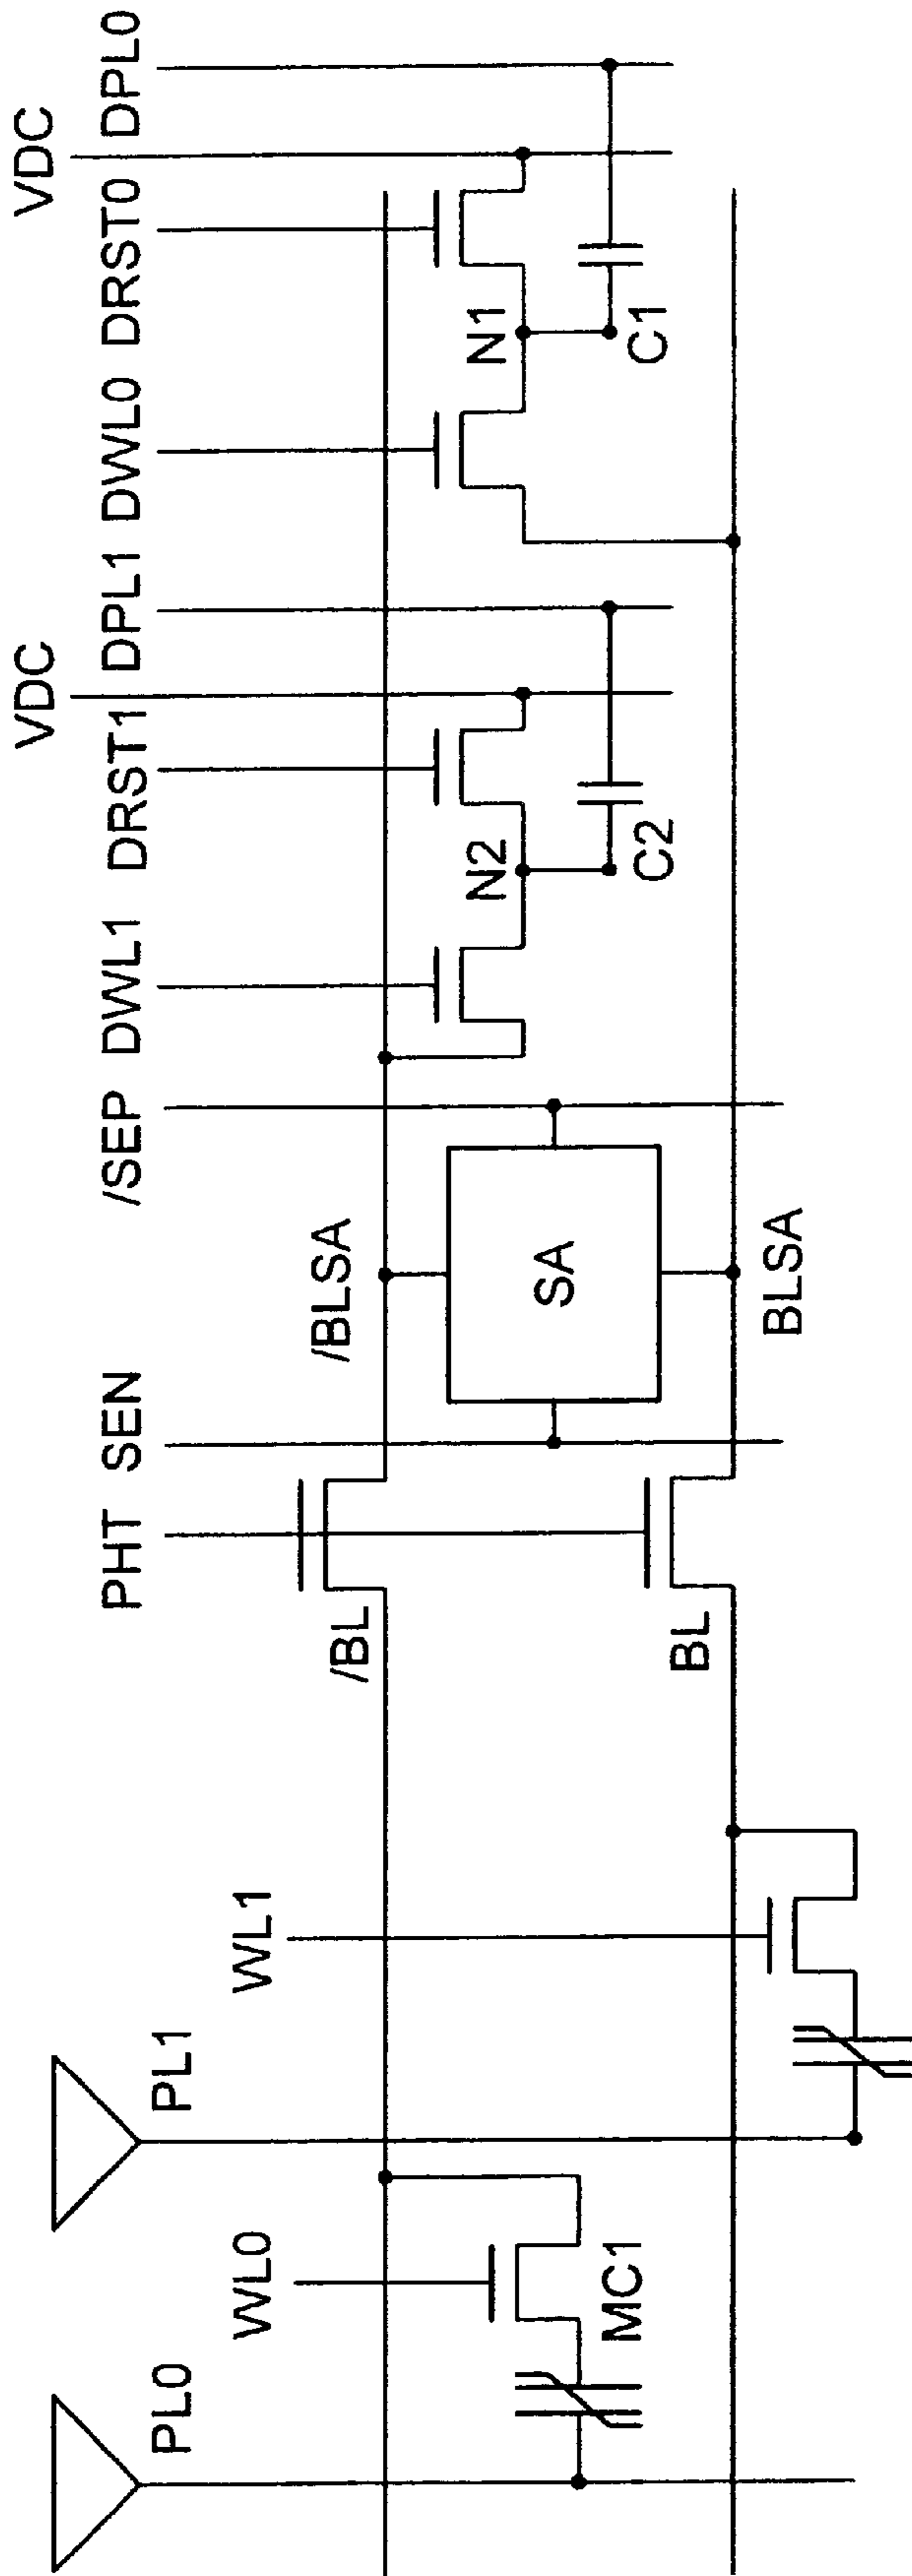 VDC
DPL0
DRST0
DWL0
N1
C1
VDC
DPL1
DRST1
DWL1
N2
C2
/SEP
SEN
PHT
/BLSA
SA
BLSA
/BL
BL
WL1
PL1
WL0
PL0
MC1